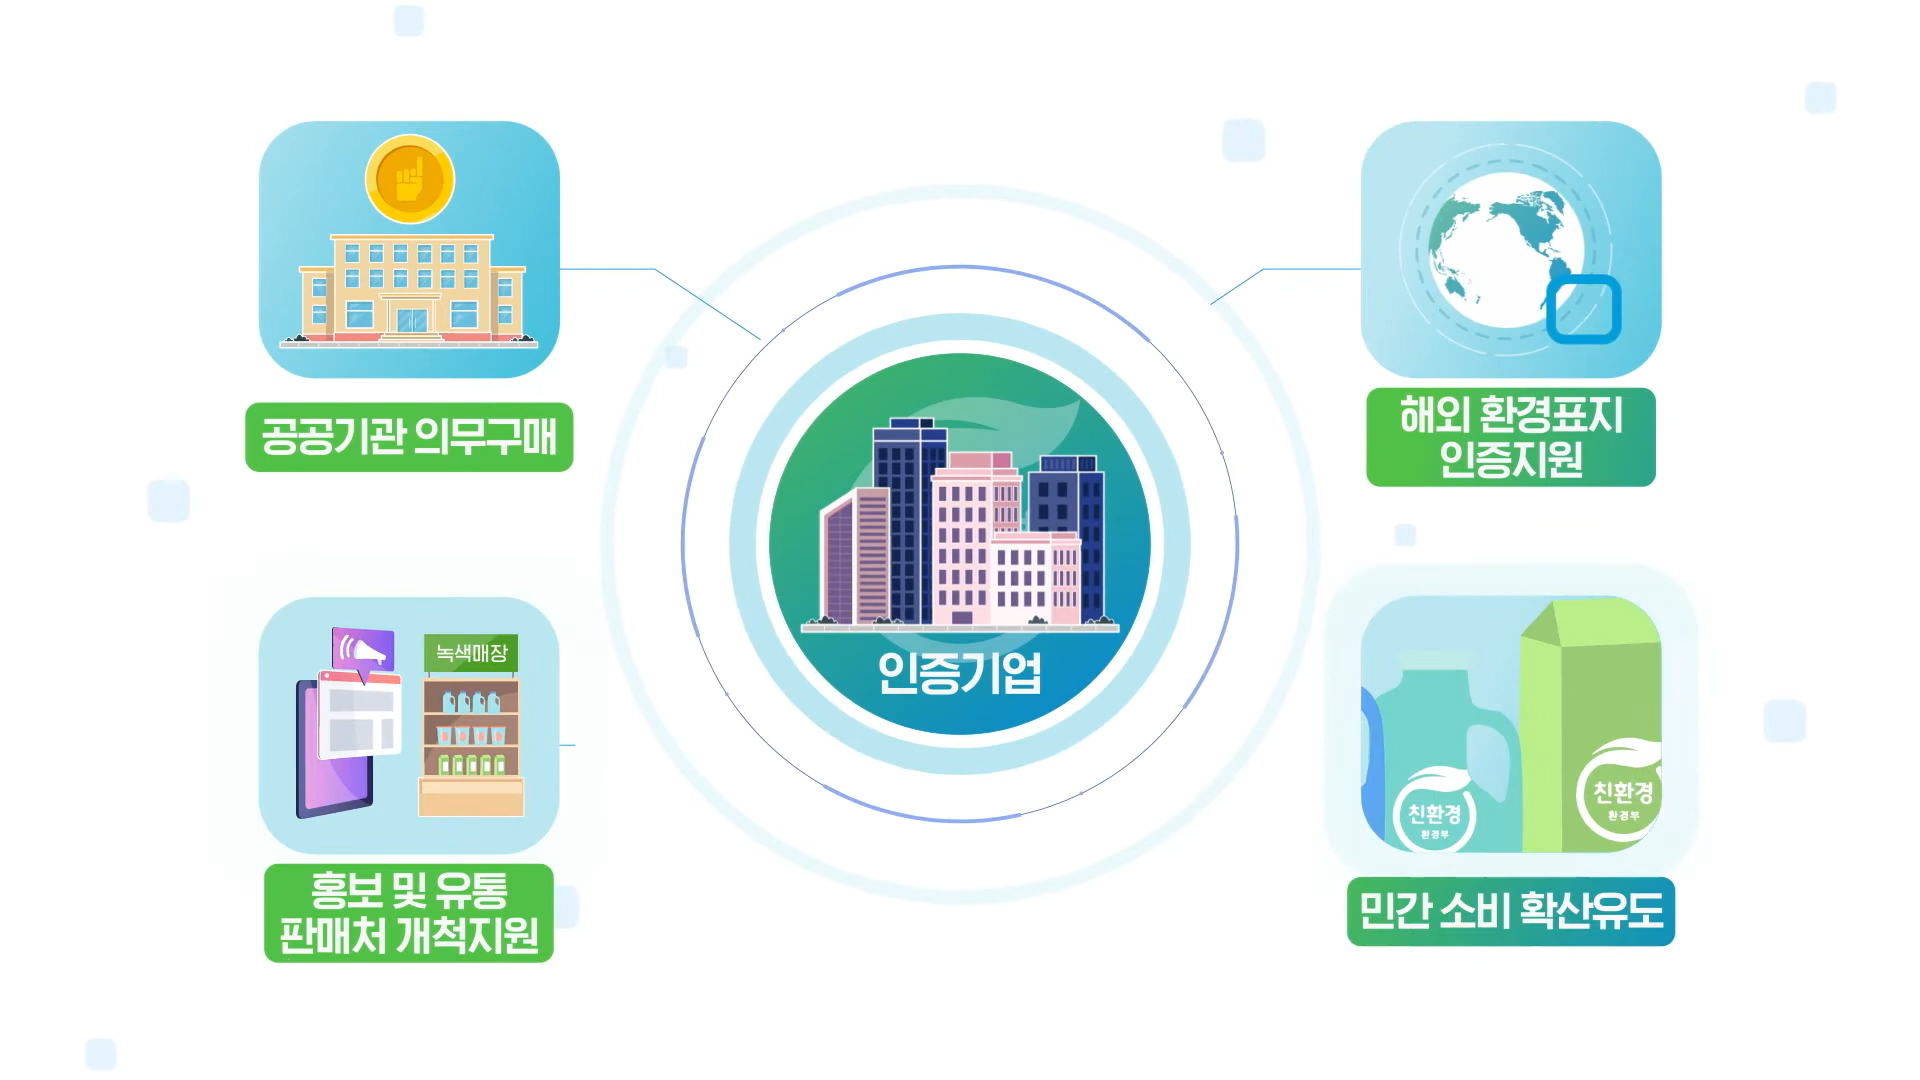 공공기관 의무구매
해외 환경표지
인증지원
인증기업
녹색매장
홍보 및 유통
판매처 개척지원
친환경
환경부
친환경
환경부
민간 소비 확산유도